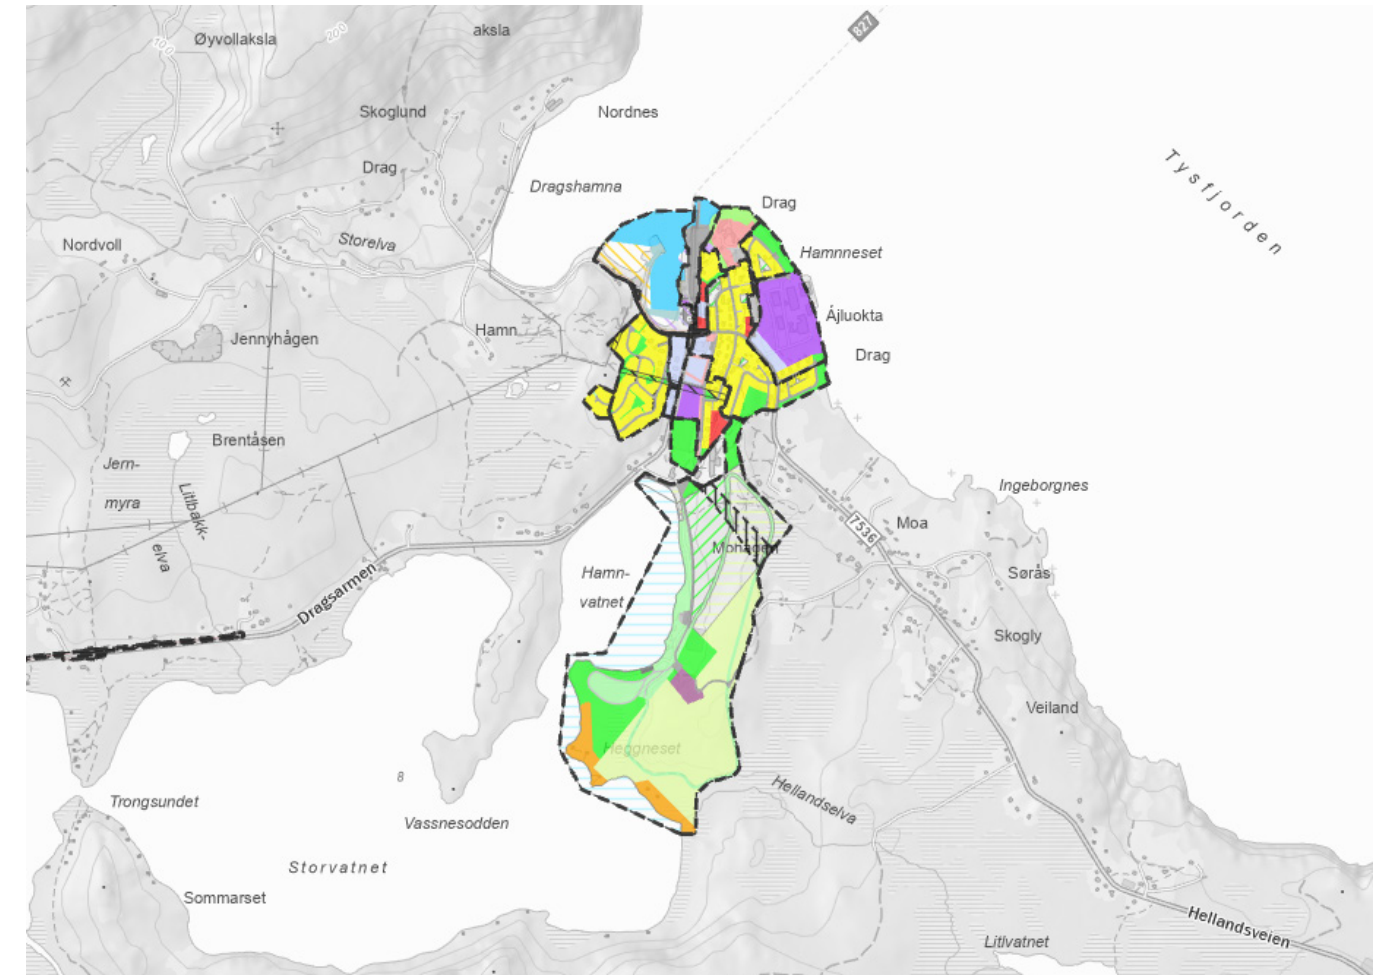 Øyvollaksla
100
200
aksla
827
Skoglund
Nordnes
Drag
Dragshamna
Drag
Tysfjorden
Nordvoll
Storelva
Hamnneset
Hamn
Jennyhågen
Ájluokta
Drag
Brentåsen
Jern-
myra
Litlbakk-
elva
Ingeborgnes
7536
Moa
Mohagen
Hamn-
vatnet
Sørås
Dragsarmen
Skogly
Veiland
Heggneset
8
Trongsundet
Vassnesodden
Hellandselva
Storvatnet
Sommarset
Hellandsveien
Litlvatnet